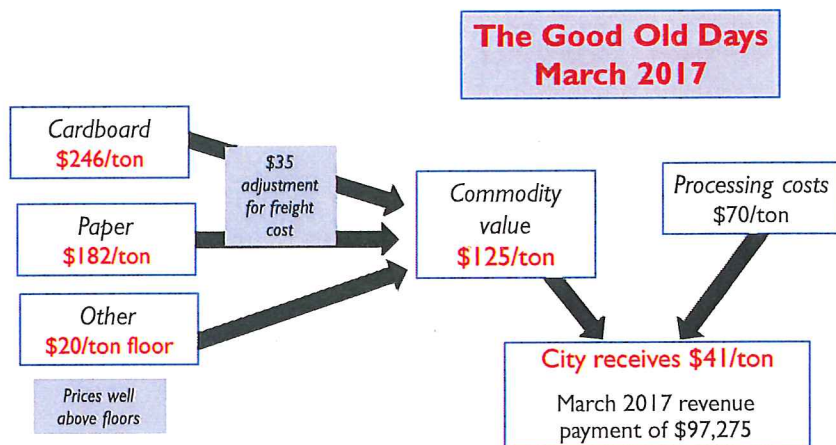 The Good Old Days
March 2017
Cardboard
$246/ton
$35
adjustment
for freight
cost
Paper
$182/ton
Other
$20/ton floor
Prices well
above floors
Commodity
value
$125/ton
Processing costs
$70/ton
City receives $41/ton
March 2017 revenue
payment of $97,275